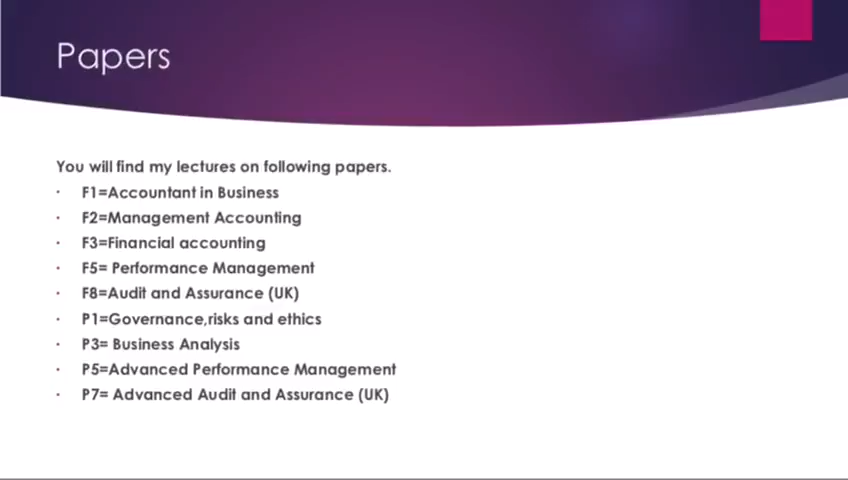 Papers
You will find my lectures on following papers.
· F1=Accountant in Business
· F2=Management Accounting
· F3=Financial accounting
· F5= Performance Management
· F8=Audit and Assurance (UK)
· P1=Governance,risks and ethics
· P3= Business Analysis
· P5=Advanced Performance Management
· P7= Advanced Audit and Assurance (UK)